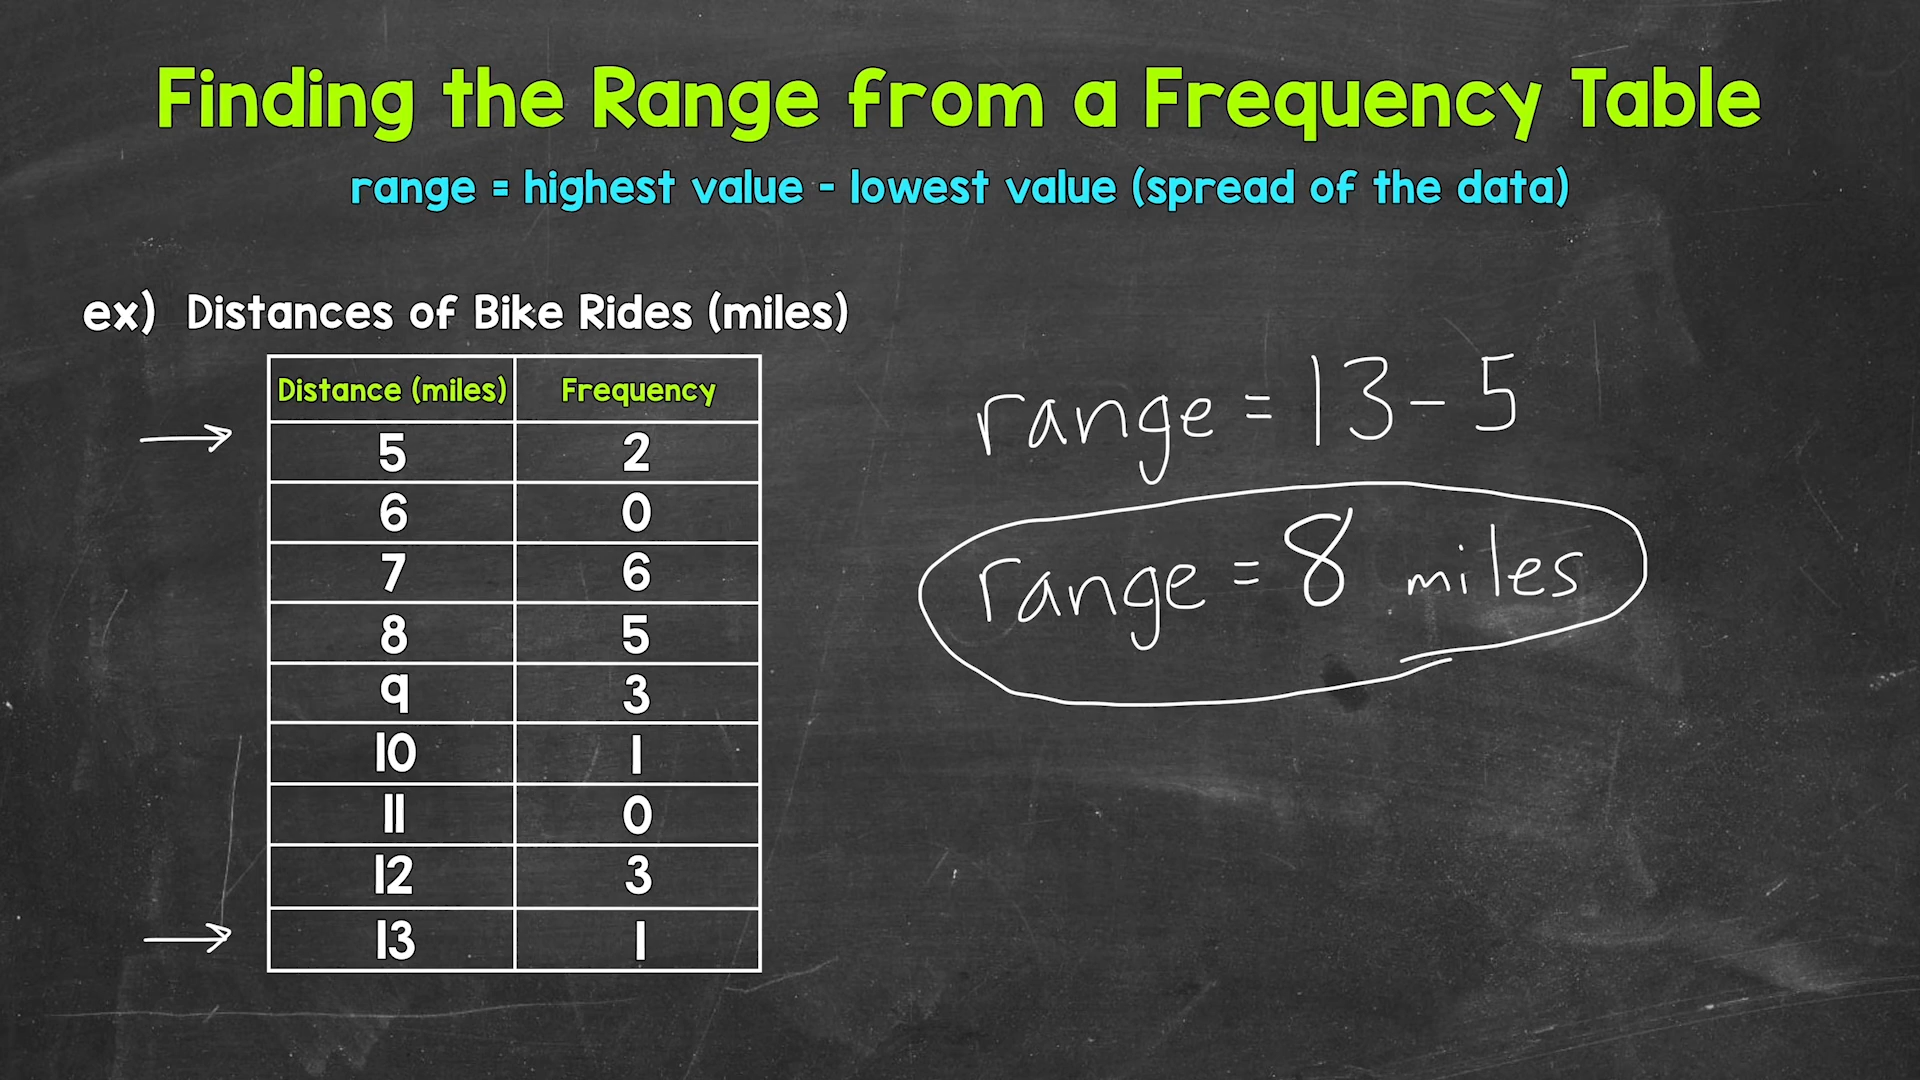 Finding the Range from a Frequency Table
range = highest value - lowest value (spread of the data)
ex) Distances of Bike Rides (miles)
Distance (miles) Frequency
5 2
6 0
7 6
8 5
9 3
10 1
11 0
12 3
13 1
range = 13 - 5
range = 8 miles